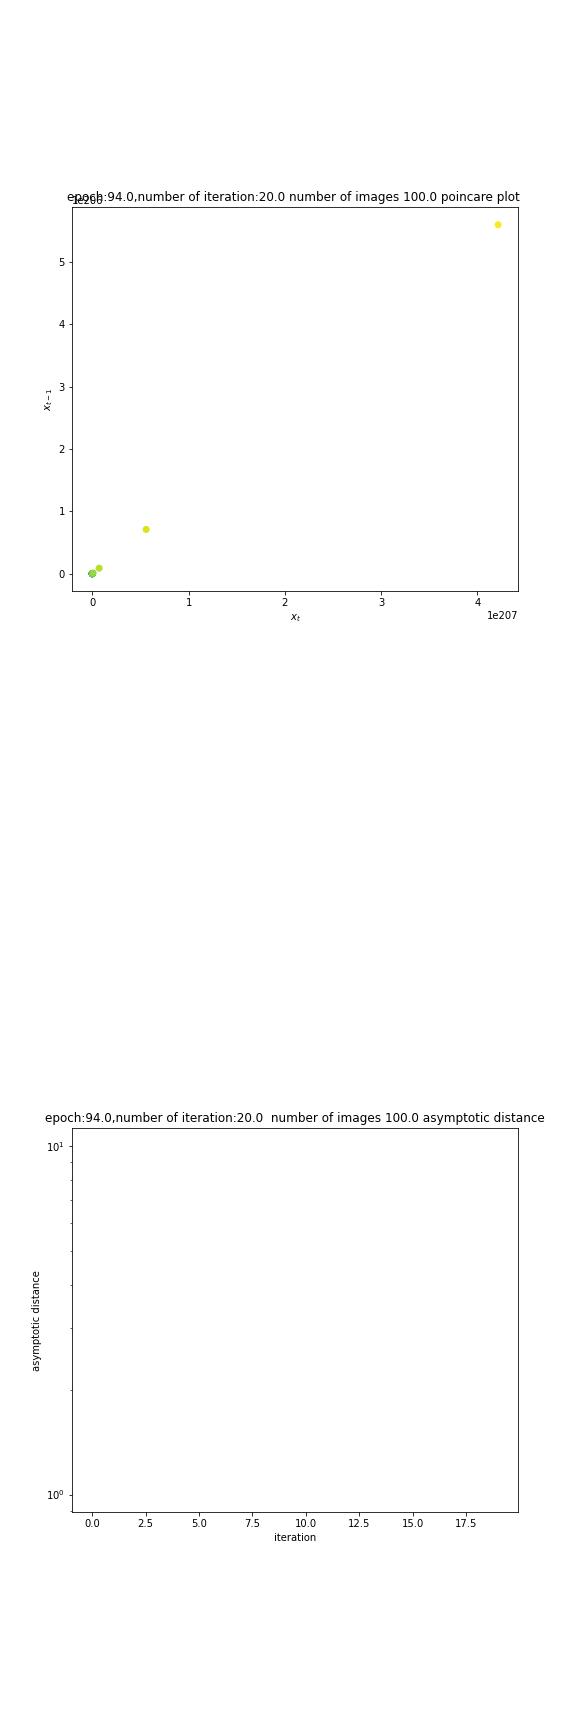 epoch:94.0,number of iteration:20.0 number of images 100.0 poincare plot
5
4
3
2
1
0
x_{t−1}
0 1 2 3 4
x_t
1e207
epoch:94.0,number of iteration:20.0  number of images 100.0 asymptotic distance
10^1
asymptotic distance
10^0
0.0 2.5 5.0 7.5 10.0 12.5 15.0 17.5
iteration